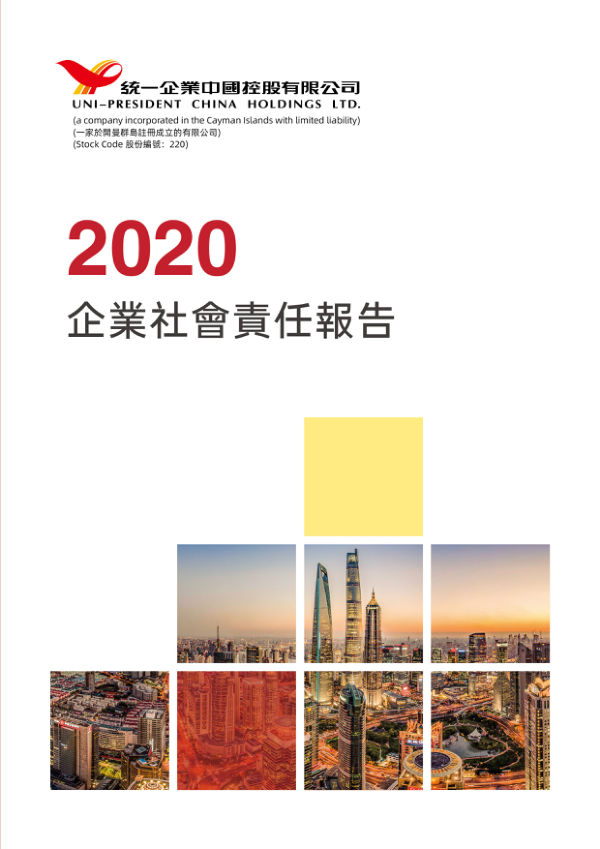 統一企業中國控股有限公司
UNI-PRESIDENT CHINA HOLDINGS LTD.
(a company incorporated in the Cayman Islands with limited liability)
(一家於開曼群島註冊成立的有限公司)
(Stock Code 股份編號：220)
2020
企業社會責任報告